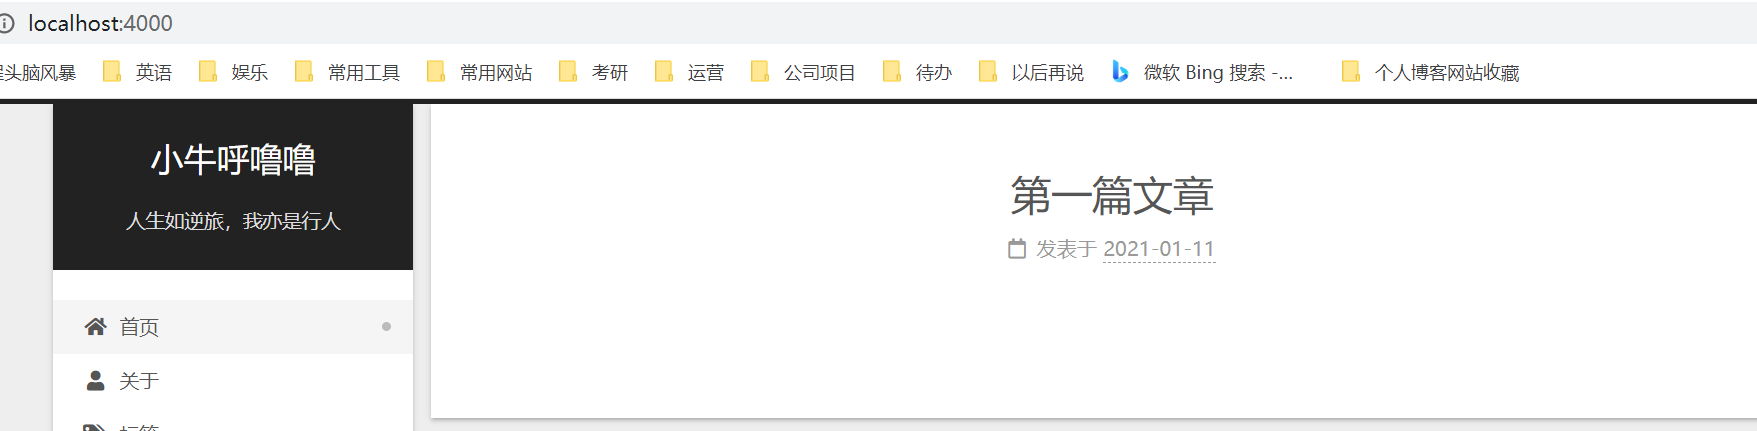 localhost:4000
头脑风暴 英语 娱乐 常用工具 常用网站 考研 运营 公司项目 待办 以后再说 微软 Bing 搜索 -... 个人博客网站收藏
小牛呼噜噜
人生如逆旅，我亦是行人
首页
关于
标签
第一篇文章
发表于 2021-01-11